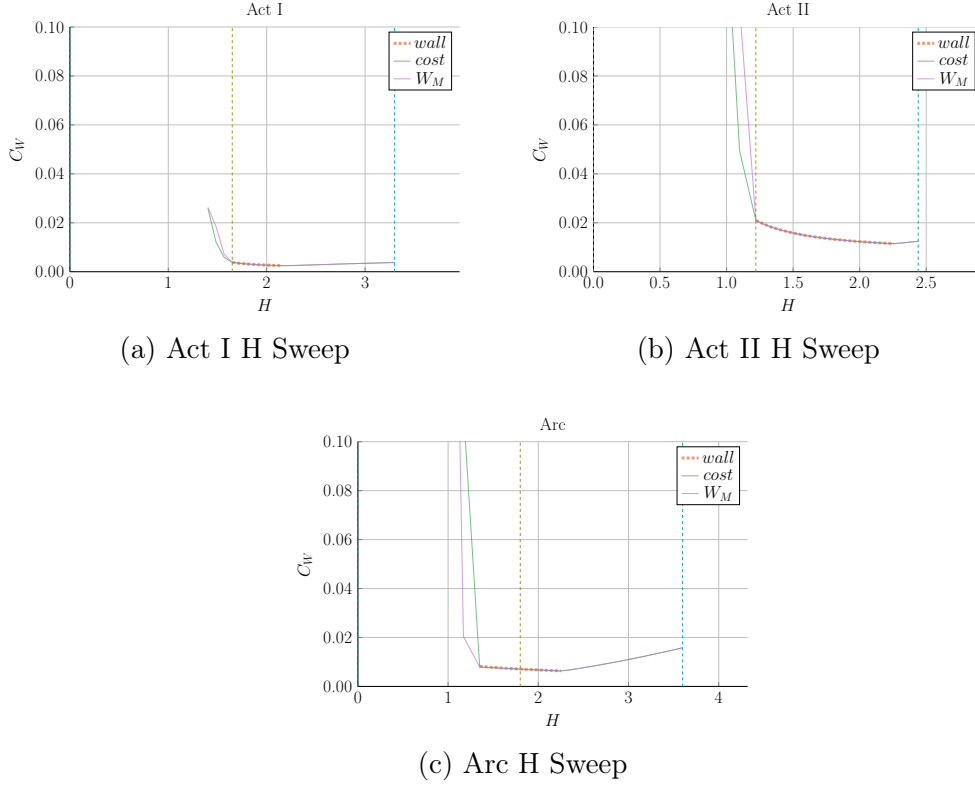 Act I
0.10
0.08
0.06
0.04
0.02
0.00
C_W
0 1 2 3
H
wall
cost
W_M
(a) Act I H Sweep
Act II
0.10
0.08
0.06
0.04
0.02
0.00
C_W
0.0 0.5 1.0 1.5 2.0 2.5
H
wall
cost
W_M
(b) Act II H Sweep
Arc
0.10
0.08
0.06
0.04
0.02
0.00
C_W
0 1 2 3 4
H
wall
cost
W_M
(c) Arc H Sweep